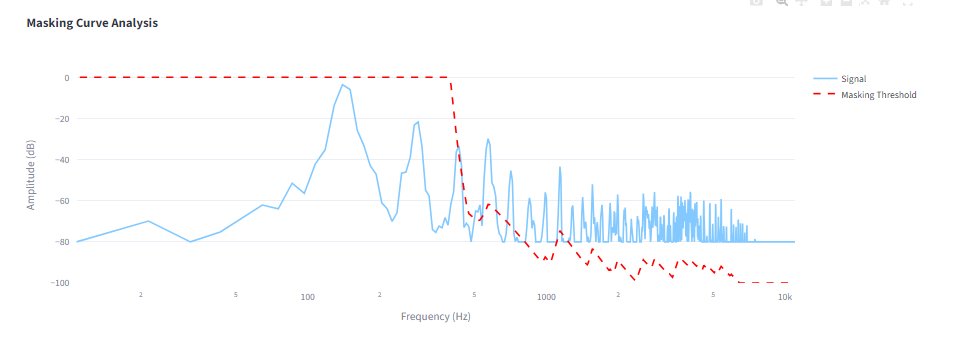 Masking Curve Analysis
0
−20
−40
−60
−80
−100
Amplitude (dB)
2
5
100
2
5
1000
2
5
10k
Frequency (Hz)
Signal
Masking Threshold